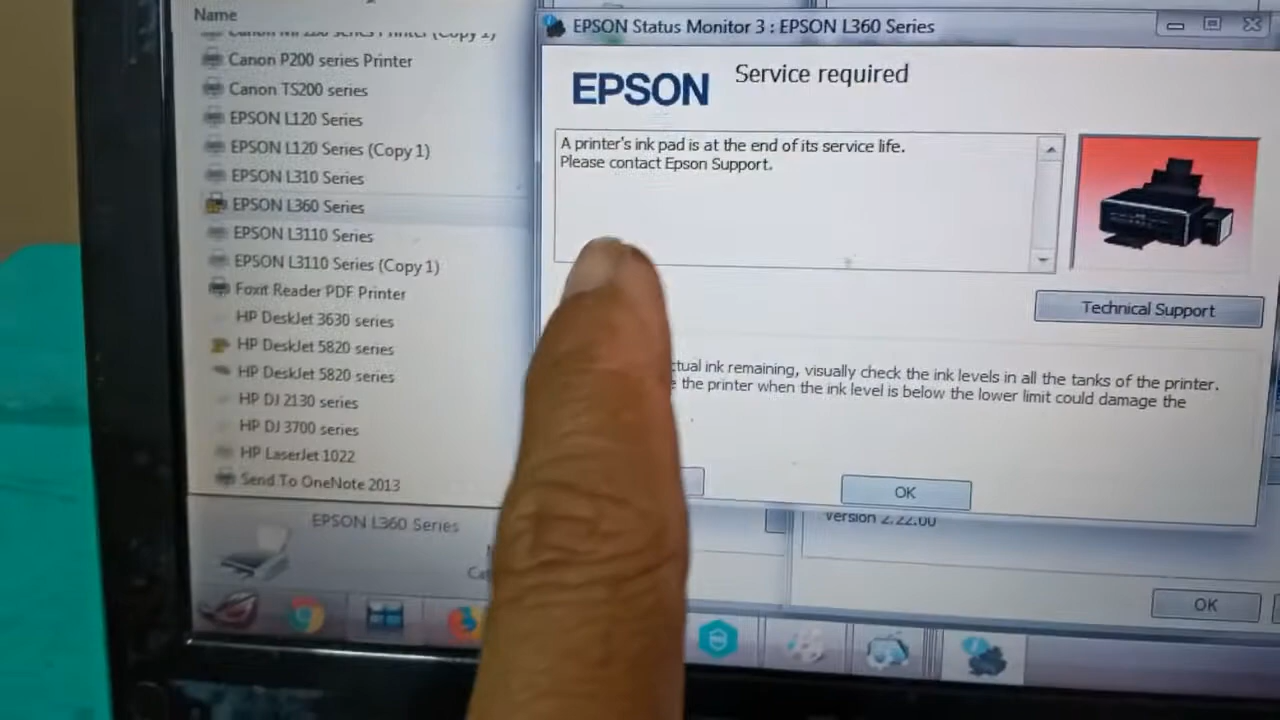 Name
Canon P200 series Printer
Canon TS200 series
EPSON L120 Series
EPSON L120 Series (Copy 1)
EPSON L310 Series
EPSON L360 Series
EPSON L3110 Series
EPSON L3110 Series (Copy 1)
Foxit Reader PDF Printer
HP DeskJet 3630 series
HP DeskJet 5820 series
HP DeskJet 5820 series
HP DJ 2130 series
HP DJ 3700 series
HP LaserJet 1022
Send To OneNote 2013
EPSON L360 Series
EPSON Status Monitor 3 : EPSON L360 Series
EPSON
Service required
A printer's ink pad is at the end of its service life.
Please contact Epson Support.
Technical Support
ink remaining, visually check the ink levels in all the tanks of the printer.
the printer when the ink level is below the lower limit could damage the
OK
Version 2.22.00
OK